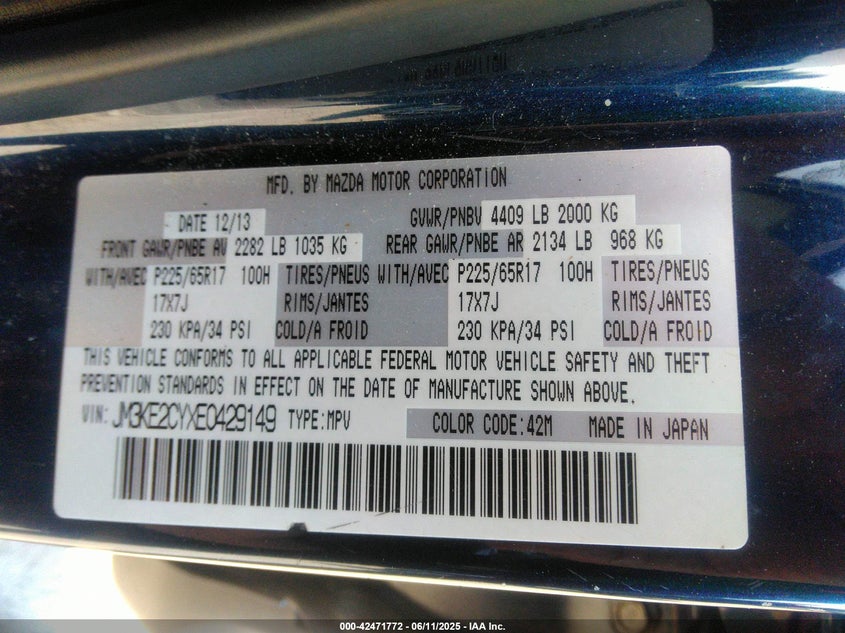 MFD. BY MAZDA MOTOR CORPORATION
DATE 12/13 GVWR/PNBV 4409 LB 2000 KG
FRONT GAWR/PNBE AV 2282 LB 1035 KG REAR GAWR/PNBE AR 2134 LB 968 KG
WITH/AVEC P225/65R17 100H TIRES/PNEUS WITH/AVEC P225/65R17 100H TIRES/PNEUS
17X7J RIMS/JANTES 17X7J RIMS/JANTES
230 KPA/34 PSI COLD/A FROID 230 KPA/34 PSI COLD/A FROID
THIS VEHICLE CONFORMS TO ALL APPLICABLE FEDERAL MOTOR VEHICLE SAFETY AND THEFT
PREVENTION STANDARDS IN EFFECT ON THE DATE OF MANUFACTURE SHOWN ABOVE.
VIN: JM3KE2CYXE0429149 TYPE:MPV COLOR CODE:42M MADE IN JAPAN
000-42471772 - 06/11/2025 - IAA Inc.